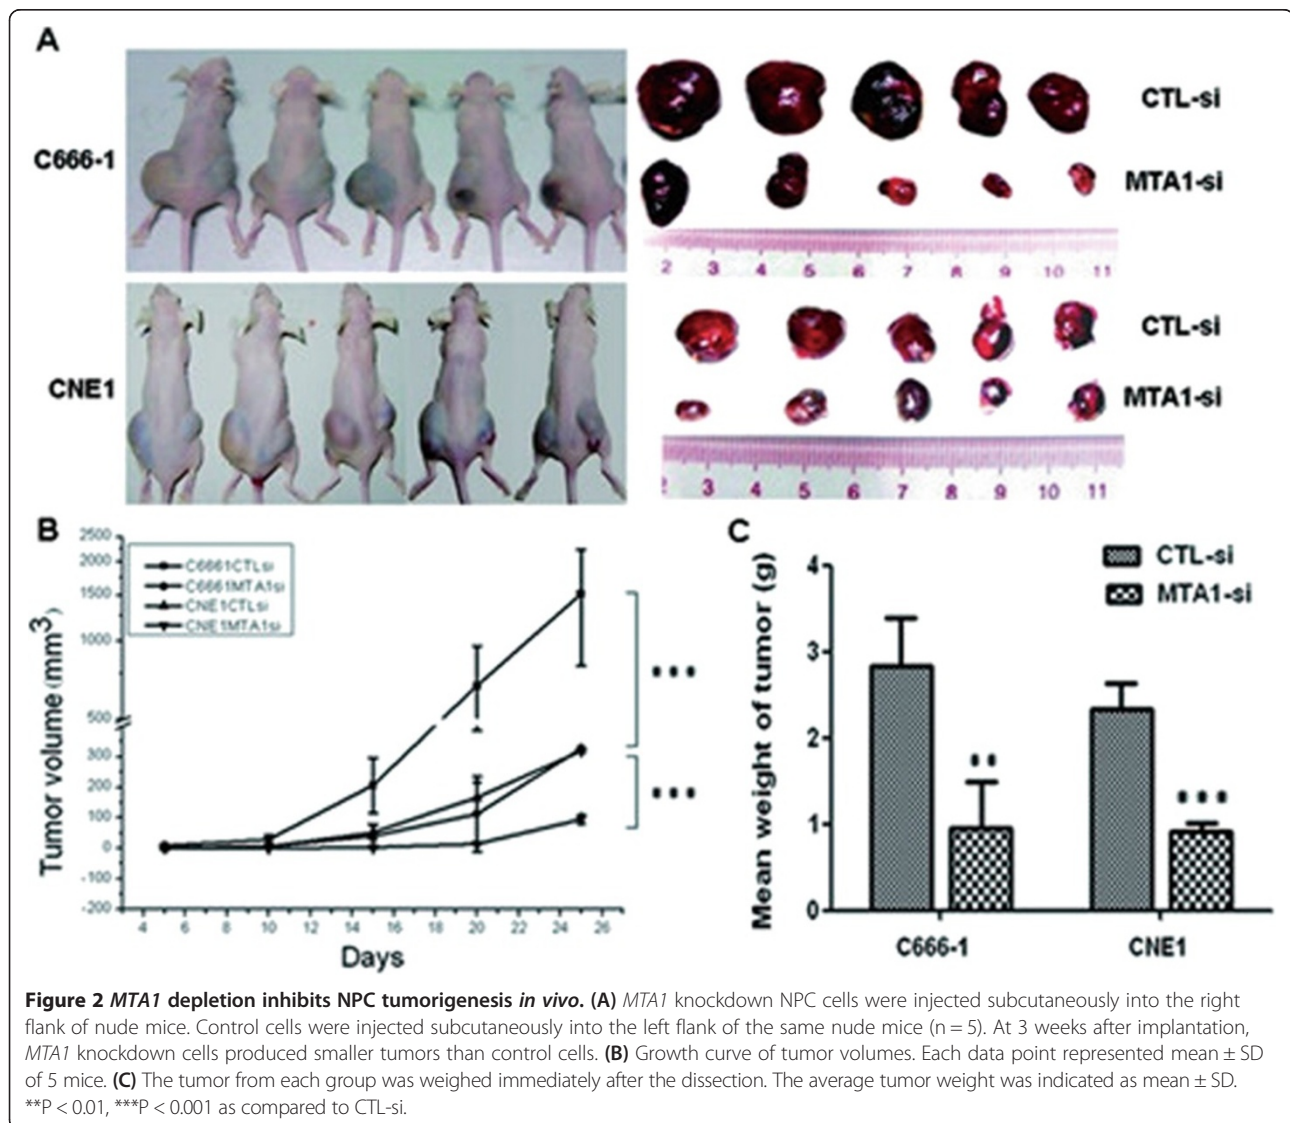 A
C666-1
CTL-si
MTA1-si
2 3 4 5 6 7 8 9 10 11
CNE1
CTL-si
MTA1-si
2 3 4 5 6 7 8 9 10 11
B
2500
2000
1500
1000
500
300
200
100
0
-100
-200
Tumor volume (mm3)
C6661CTLsi
C6661MTA1si
CNE1CTLsi
CNE1MTA1si
***
***
4 6 8 10 12 14 16 18 20 22 24 26
Days
C
CTL-si
MTA1-si
Mean weight of tumor (g)
4
3
2
1
0
**
***
C666-1 CNE1
Figure 2 MTA1 depletion inhibits NPC tumorigenesis in vivo. (A) MTA1 knockdown NPC cells were injected subcutaneously into the right
flank of nude mice. Control cells were injected subcutaneously into the left flank of the same nude mice (n = 5). At 3 weeks after implantation,
MTA1 knockdown cells produced smaller tumors than control cells. (B) Growth curve of tumor volumes. Each data point represented mean ± SD
of 5 mice. (C) The tumor from each group was weighed immediately after the dissection. The average tumor weight was indicated as mean ± SD.
**P < 0.01, ***P < 0.001 as compared to CTL-si.